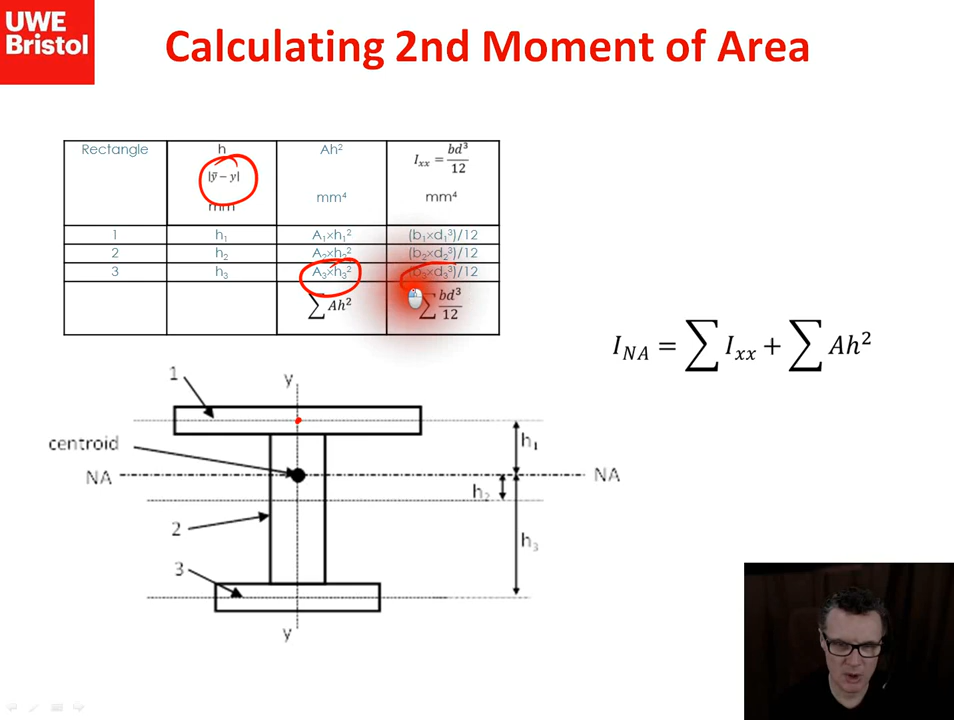 UWE
Bristol
Calculating 2nd Moment of Area
Rectangle h Ah² I_xx = bd³/12
|ȳ − y|
mm mm⁴ mm⁴
1 h₁ A₁×h₁² (b₁×d₁³)/12
2 h₂ A₂×h₂² (b₂×d₂³)/12
3 h₃ A₃×h₃² (b₃×d₃³)/12
∑Ah² ∑bd³/12
I_NA = ∑I_xx + ∑Ah²
1
y
h₁
centroid
NA
NA
h₂
2
h₃
3
y